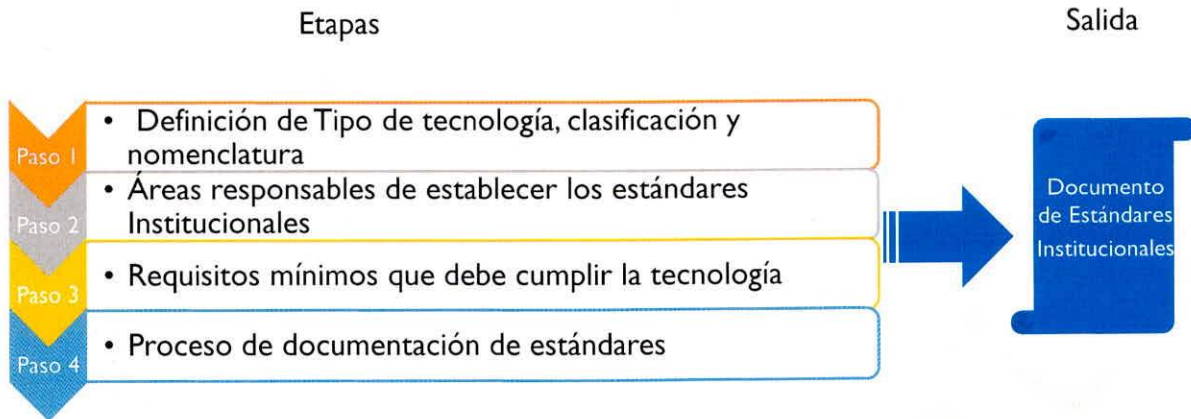 Etapas
Salida
Paso 1
• Definición de Tipo de tecnología, clasificación y
nomenclatura
Paso 2
• Áreas responsables de establecer los estándares
Institucionales
Paso 3
• Requisitos mínimos que debe cumplir la tecnología
Paso 4
• Proceso de documentación de estándares
Documento
de Estándares
Institucionales